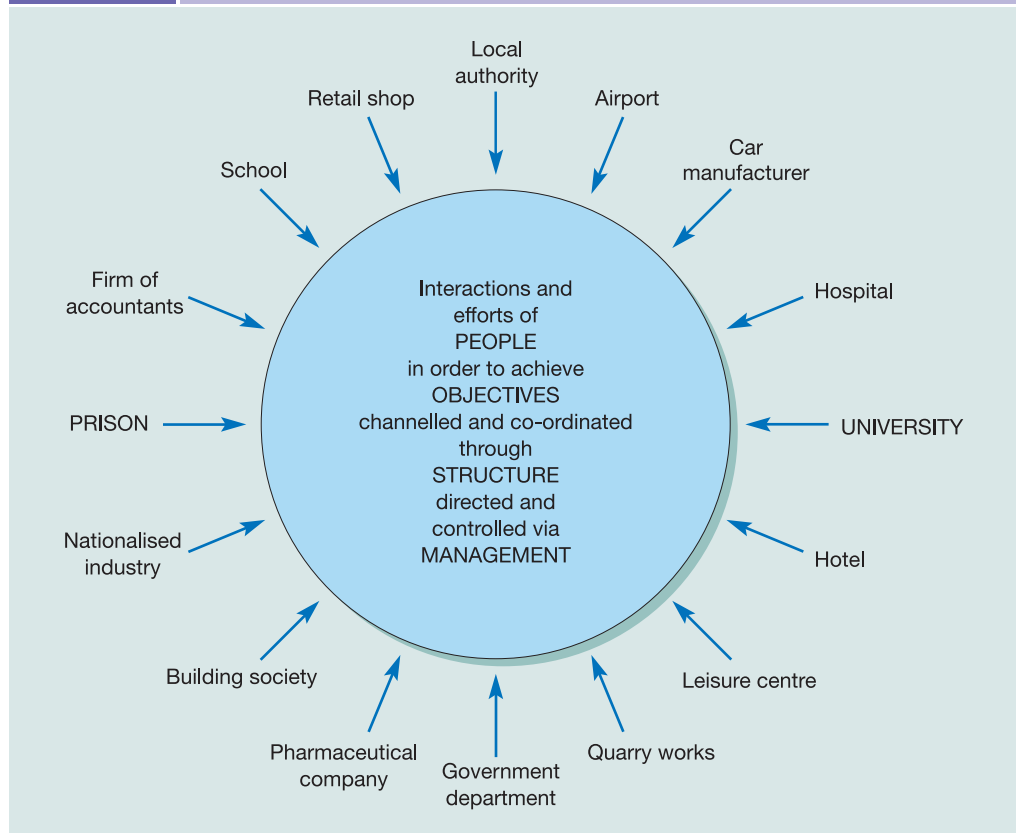 Local
authority
Airport
Car
manufacturer
Hospital
UNIVERSITY
Hotel
Leisure centre
Quarry works
Government
department
Pharmaceutical
company
Building society
Nationalised
industry
PRISON
Firm of
accountants
School
Retail shop
Interactions and
efforts of
PEOPLE
in order to achieve
OBJECTIVES
channelled and co-ordinated
through
STRUCTURE
directed and
controlled via
MANAGEMENT